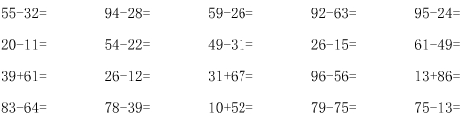 55-32= 94-28= 59-26= 92-63= 95-24=
20-11= 54-22= 49-31= 26-15= 61-49=
39+61= 26-12= 31+67= 96-56= 13+86=
83-64= 78-39= 10+52= 79-75= 75-13=